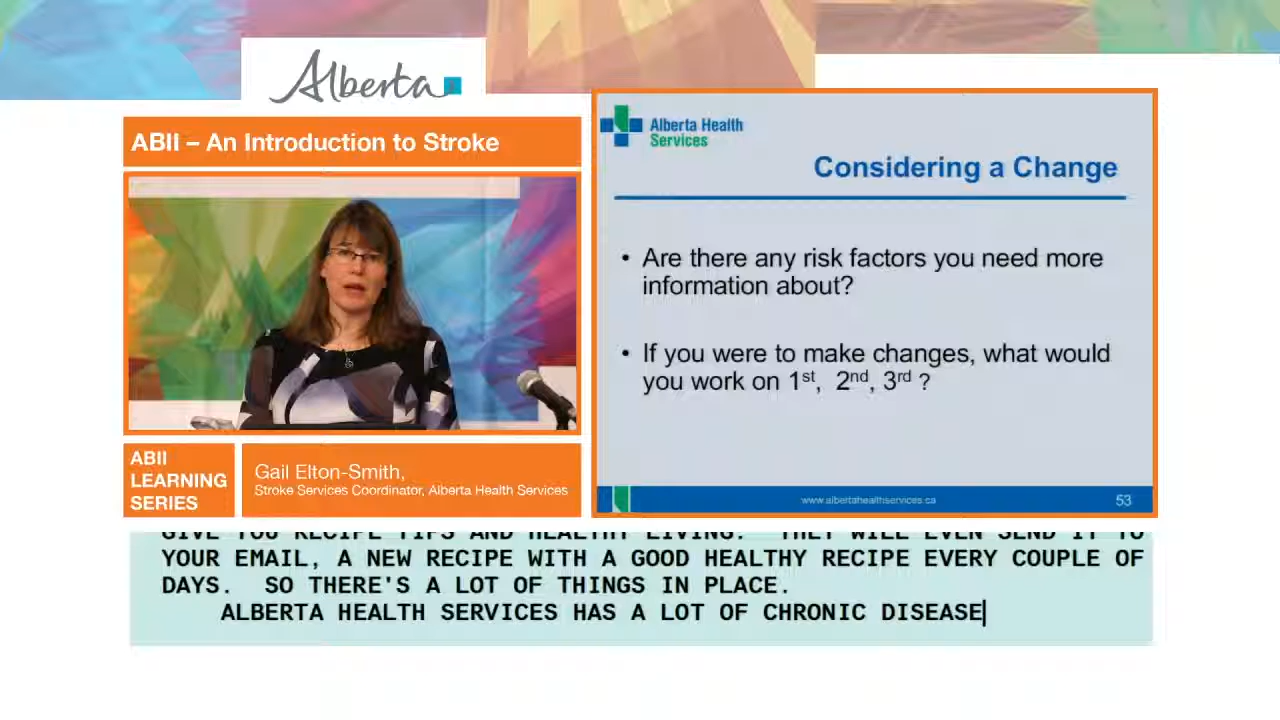 Alberta
ABII – An Introduction to Stroke
Alberta Health
Services
Considering a Change
• Are there any risk factors you need more
information about?
• If you were to make changes, what would
you work on 1st, 2nd, 3rd ?
www.albertahealthservices.ca
53
ABII
LEARNING
SERIES
Gail Elton-Smith,
Stroke Services Coordinator, Alberta Health Services
GIVE YOU RECIPE TIPS AND HEALTHY LIVING. THEY WILL EVEN SEND IT TO
YOUR EMAIL, A NEW RECIPE WITH A GOOD HEALTHY RECIPE EVERY COUPLE OF
DAYS. SO THERE'S A LOT OF THINGS IN PLACE.
ALBERTA HEALTH SERVICES HAS A LOT OF CHRONIC DISEASE